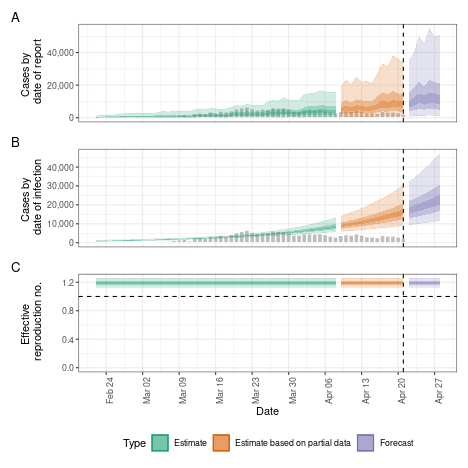 A
Cases by
date of report
40,000
20,000
0
B
Cases by
date of infection
40,000
30,000
20,000
10,000
0
C
Effective
reproduction no.
1.2
0.8
0.4
0.0
Feb 24
Mar 02
Mar 09
Mar 16
Mar 23
Mar 30
Apr 06
Apr 13
Apr 20
Apr 27
Date
Type Estimate Estimate based on partial data Forecast